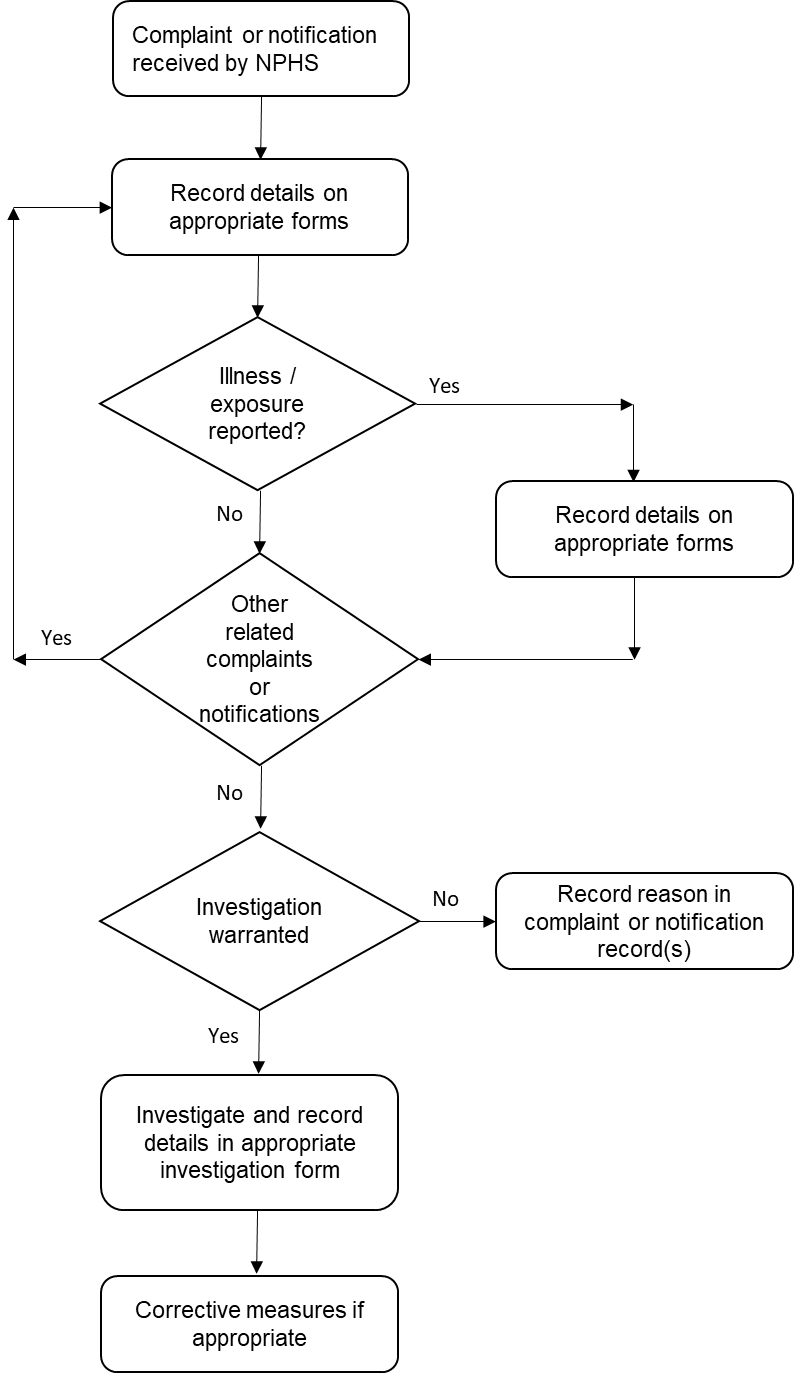 Complaint or notification
received by NPHS
Record details on
appropriate forms
Illness /
exposure
reported?
Yes
No
Record details on
appropriate forms
Other
related
complaints
or
notifications
Yes
No
Investigation
warranted
No
Record reason in
complaint or notification
record(s)
Yes
Investigate and record
details in appropriate
investigation form
Corrective measures if
appropriate